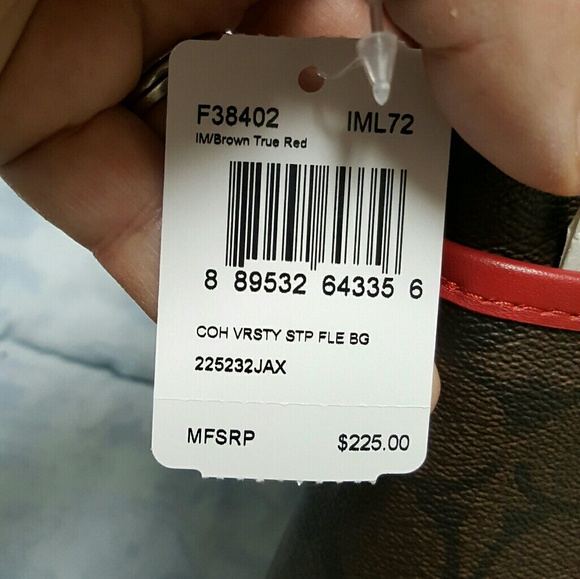 F38402 IML72
IM/Brown True Red
8 89532 64335 6
COH VRSTY STP FLE BG
225232JAX
MFSRP $225.00